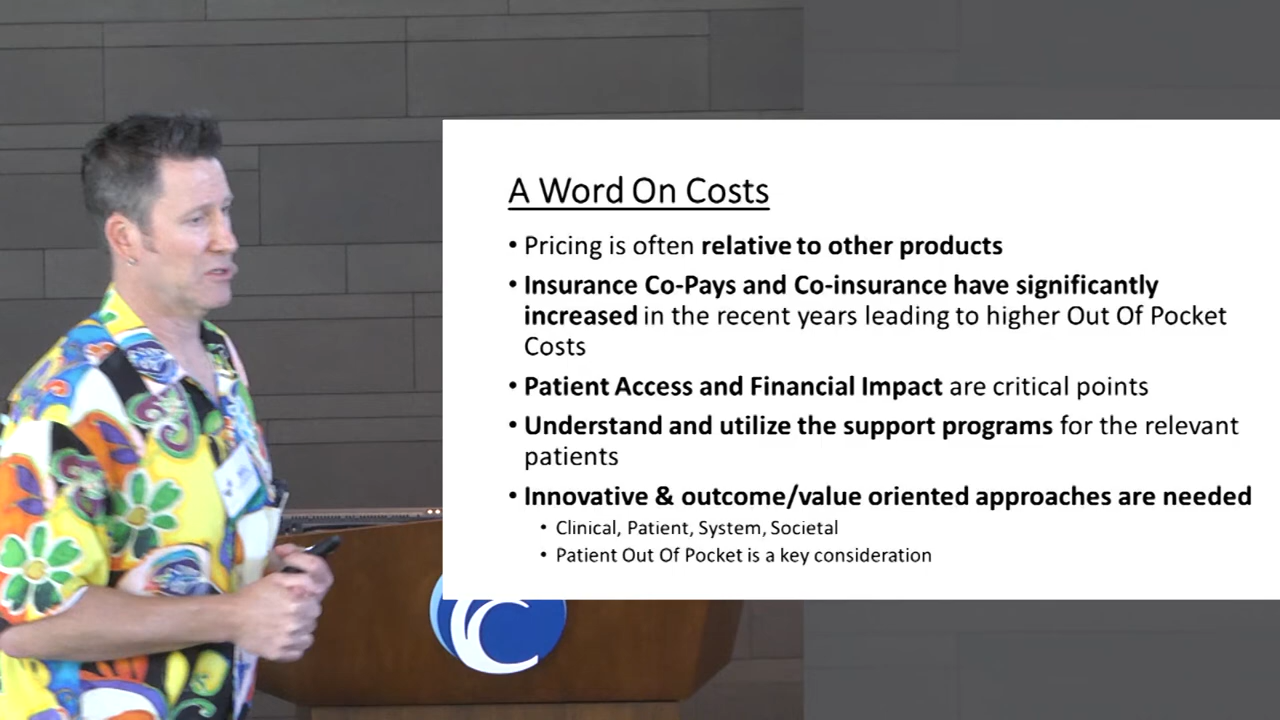 A Word On Costs
• Pricing is often relative to other products
• Insurance Co-Pays and Co-insurance have significantly
increased in the recent years leading to higher Out Of Pocket
Costs
• Patient Access and Financial Impact are critical points
• Understand and utilize the support programs for the relevant
patients
• Innovative & outcome/value oriented approaches are needed
• Clinical, Patient, System, Societal
• Patient Out Of Pocket is a key consideration